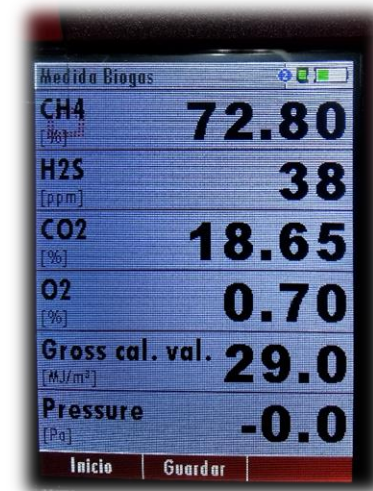 Medida Biogas
CH4 72.80
[%]
H2S 38
[ppm]
CO2 18.65
[%]
O2 0.70
[%]
Gross cal. val. 29.0
[MJ/m³]
Pressure -0.0
[Pa]
Inicio Guardar